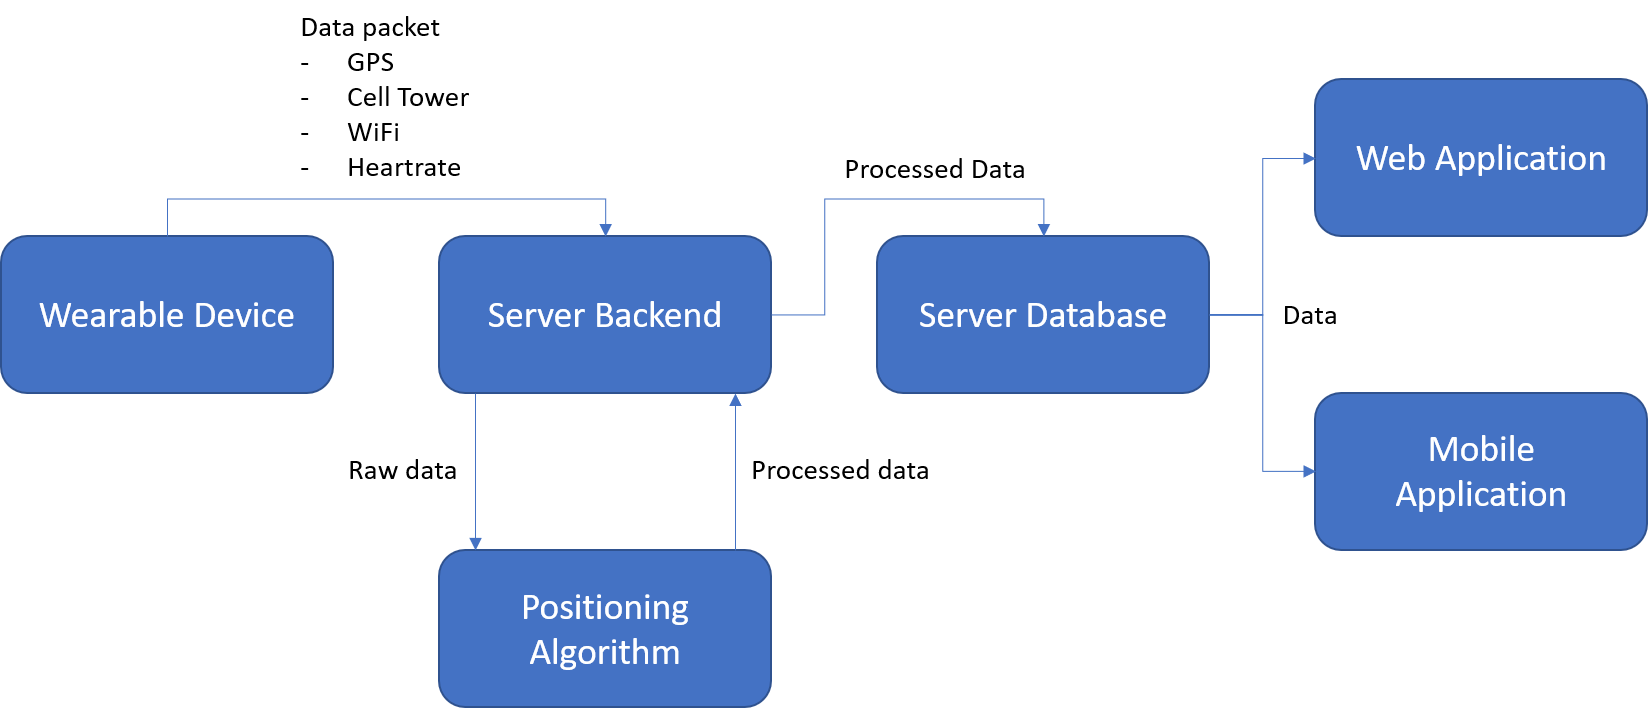 Data packet
- GPS
- Cell Tower
- WiFi
- Heartrate
Processed Data
Web Application
Wearable Device
Server Backend
Server Database
Data
Raw data
Processed data
Mobile
Application
Positioning
Algorithm